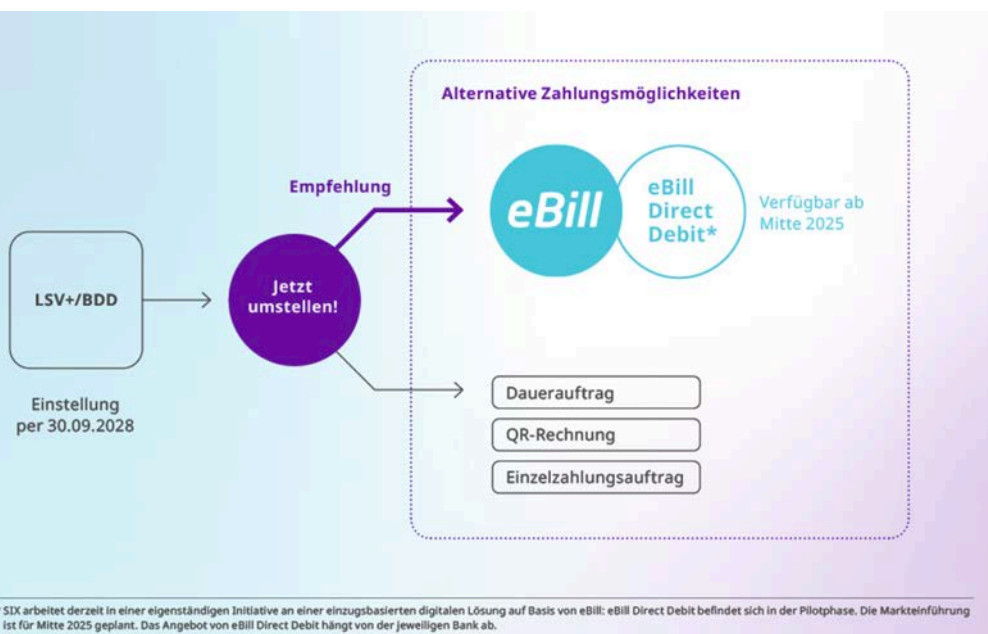 Alternative Zahlungsmöglichkeiten
Empfehlung
eBill
eBill
Direct
Debit*
Verfügbar ab
Mitte 2025
LSV+/BDD
Jetzt
umstellen!
Einstellung
per 30.09.2028
Dauerauftrag
QR-Rechnung
Einzelzahlungsauftrag
* SIX arbeitet derzeit in einer eigenständigen Initiative an einer einzugsbasierten digitalen Lösung auf Basis von eBill: eBill Direct Debit befindet sich in der Pilotphase. Die Markteinführung
ist für Mitte 2025 geplant. Das Angebot von eBill Direct Debit hängt von der jeweiligen Bank ab.